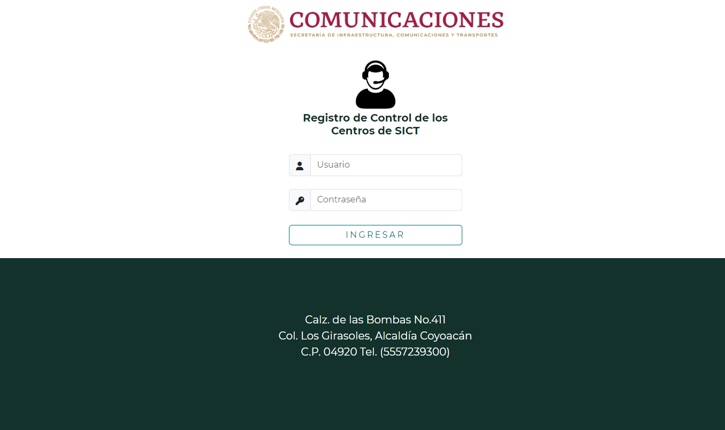 COMUNICACIONES
SECRETARÍA DE INFRAESTRUCTURA, COMUNICACIONES Y TRANSPORTES
Registro de Control de los
Centros de SICT
Usuario
Contraseña
INGRESAR
Calz. de las Bombas No.411
Col. Los Girasoles, Alcaldía Coyoacán
C.P. 04920 Tel. (5557239300)